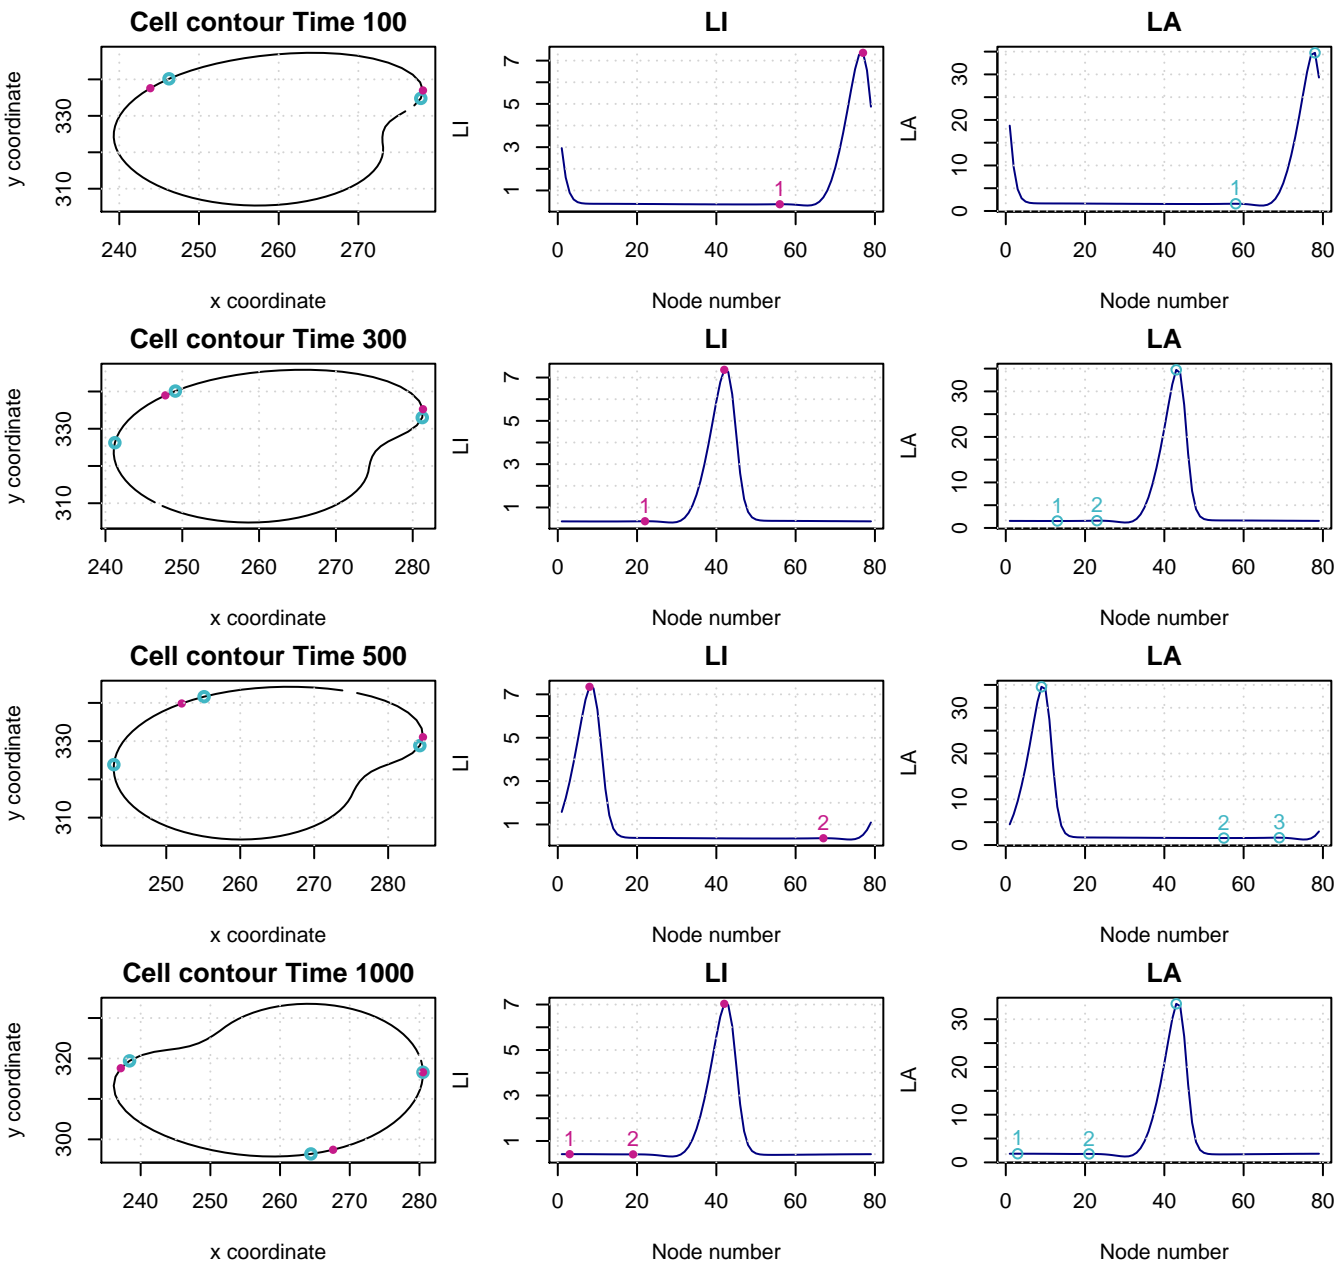 Cell contour Time 100
LI
LA
y coordinate
330
310
240 250 260 270
x coordinate
LI
7
5
3
1
1
0 20 40 60 80
Node number
LA
30
20
10
0
1
0 20 40 60 80
Node number
Cell contour Time 300
LI
LA
y coordinate
330
310
240 250 260 270 280
x coordinate
LI
7
5
3
1
1
0 20 40 60 80
Node number
LA
30
20
10
0
1 2
0 20 40 60 80
Node number
Cell contour Time 500
LI
LA
y coordinate
330
310
250 260 270 280
x coordinate
LI
7
5
3
1
2
0 20 40 60 80
Node number
LA
30
20
10
0
2 3
0 20 40 60 80
Node number
Cell contour Time 1000
LI
LA
y coordinate
320
300
240 250 260 270 280
x coordinate
LI
7
5
3
1
1 2
0 20 40 60 80
Node number
LA
30
20
10
0
1 2
0 20 40 60 80
Node number